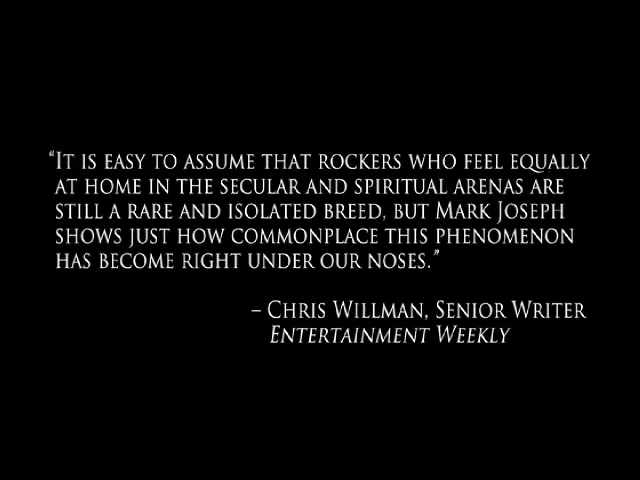 “It is easy to assume that rockers who feel equally
at home in the secular and spiritual arenas are
still a rare and isolated breed, but Mark Joseph
shows just how commonplace this phenomenon
has become right under our noses.”
– Chris Willman, Senior Writer
Entertainment Weekly